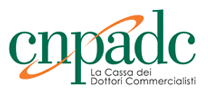 cnpadc
La Cassa dei
Dottori Commercialisti